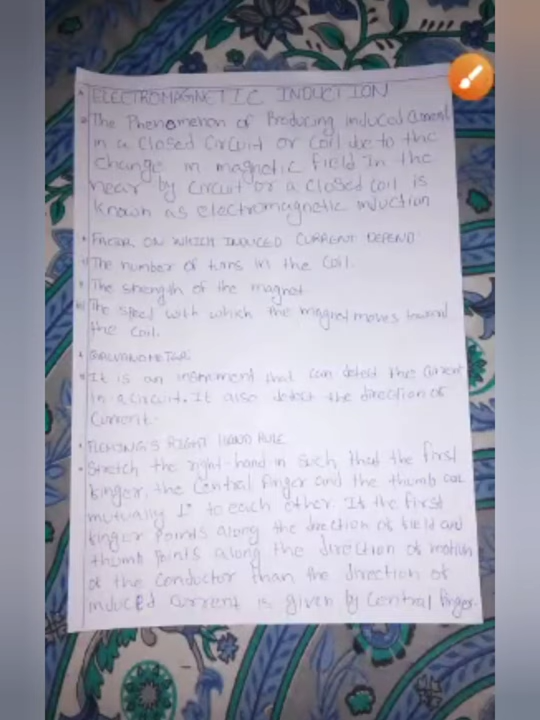 ELECTROMAGNETIC INDUCTION
The Phenomenon of Producing induced current
in a closed circuit or coil due to the
change in magnetic field in the
near by circuit or a closed coil is
known as electromagnetic induction
FACTOR ON WHICH INDUCED CURRENT DEPEND
i) The number of turns in the coil.
The strength of the magnet
iii) The speed with which the magnet moves toward
the coil.
GALVANOMETER
It is an instrument that can detect the current
in a circuit. It also detect the direction of
current.
FLEMING'S RIGHT HAND RULE
Stretch the right-hand in such that the first
finger, the central finger and the thumb are
mutually ⊥ to each other. If the first
finger points along the direction of field and
thumb points along the direction of motion
of the conductor than the direction of
induced current is given by central finger.